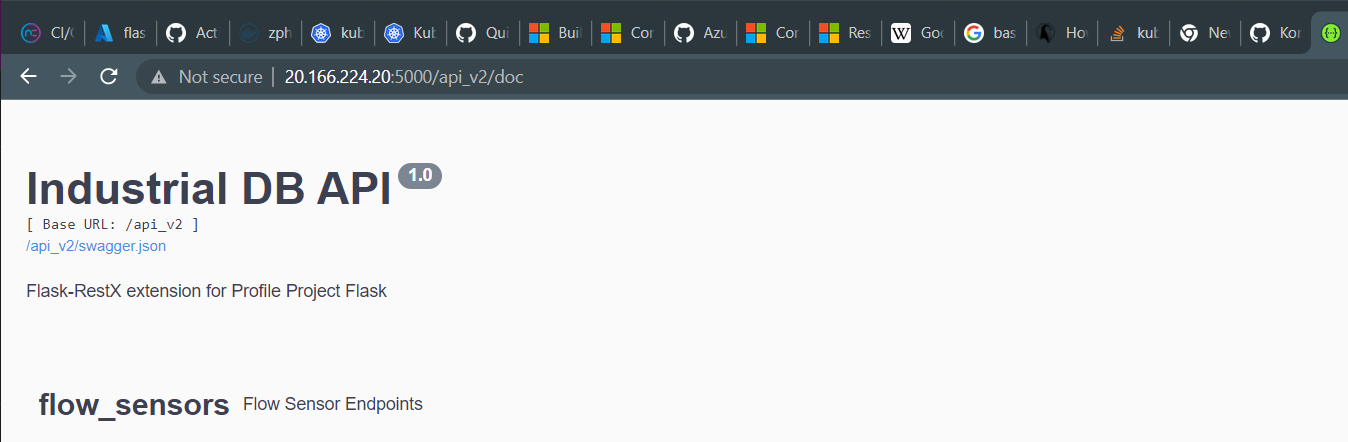 CI/C flas Act zph kub Kub Qui Buil Cor Azu Cor Res Goo bas Ho kub Ne Kor
Not secure | 20.166.224.20:5000/api_v2/doc
Industrial DB API 1.0
[ Base URL: /api_v2 ]
/api_v2/swagger.json
Flask-RestX extension for Profile Project Flask
flow_sensors Flow Sensor Endpoints